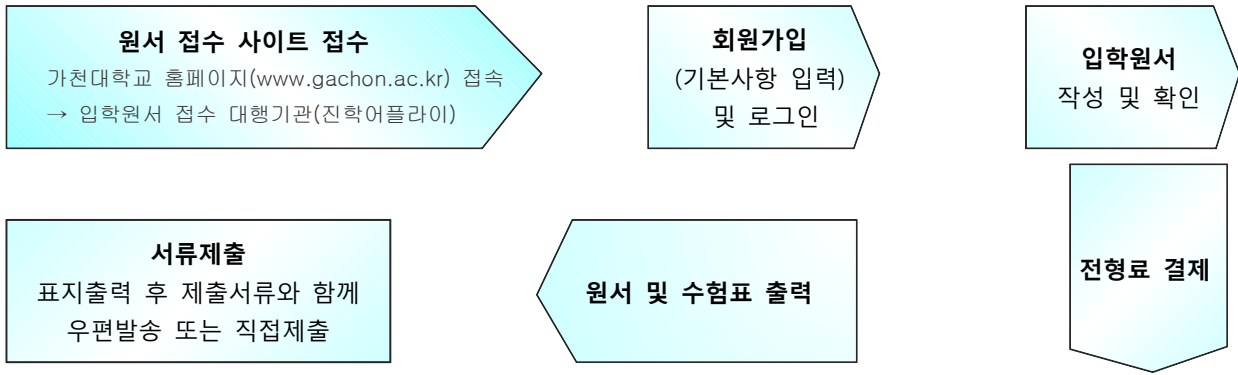 원서 접수 사이트 접수
가천대학교 홈페이지(www.gachon.ac.kr) 접속
→ 입학원서 접수 대행기관(진학어플라이)
회원가입
(기본사항 입력)
및 로그인
입학원서
작성 및 확인
전형료 결제
원서 및 수험표 출력
서류제출
표지출력 후 제출서류와 함께
우편발송 또는 직접제출